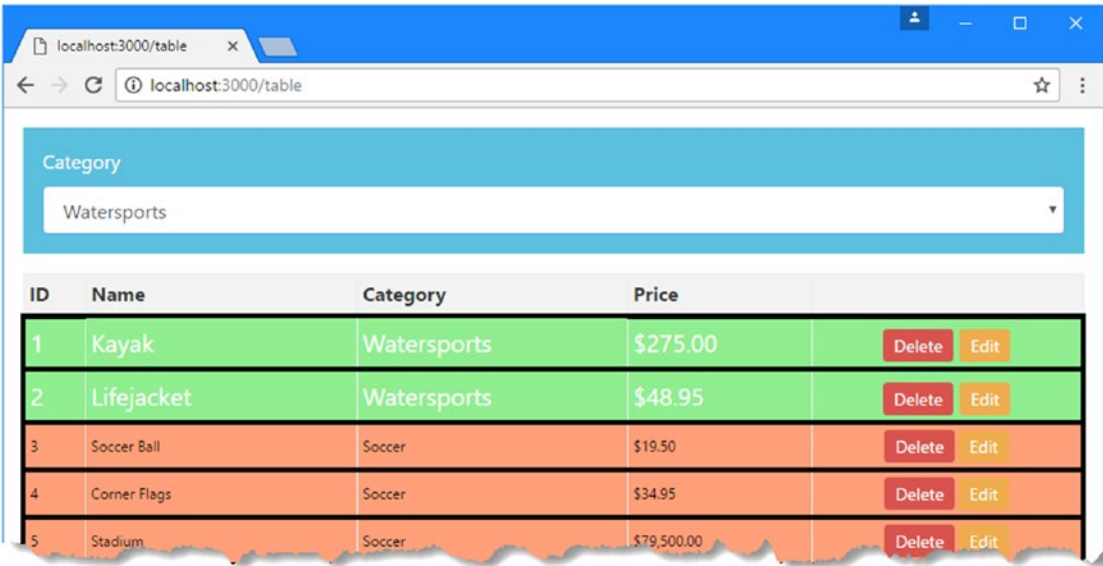 localhost:3000/table
localhost:3000/table
Category
Watersports
ID Name Category Price
1 Kayak Watersports $275.00 Delete Edit
2 Lifejacket Watersports $48.95 Delete Edit
3 Soccer Ball Soccer $19.50 Delete Edit
4 Corner Flags Soccer $34.95 Delete Edit
5 Stadium Soccer $79,500.00 Delete Edit